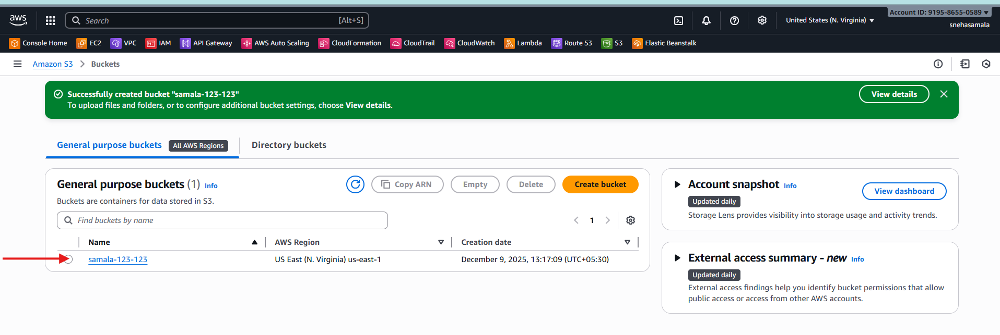 aws
Search [Alt+S]
United States (N. Virginia)
Account ID: 9195-8655-0589
snehasamala
Console Home EC2 VPC IAM API Gateway AWS Auto Scaling CloudFormation CloudTrail CloudWatch Lambda Route 53 S3 Elastic Beanstalk
Amazon S3 > Buckets
Successfully created bucket "samala-123-123"
To upload files and folders, or to configure additional bucket settings, choose View details.
View details
General purpose buckets All AWS Regions Directory buckets
General purpose buckets (1) Info
Copy ARN Empty Delete Create bucket
Buckets are containers for data stored in S3.
Find buckets by name
1
Name AWS Region Creation date
samala-123-123 US East (N. Virginia) us-east-1 December 9, 2025, 13:17:09 (UTC+05:30)
Account snapshot Info
View dashboard
Updated daily
Storage Lens provides visibility into storage usage and activity trends.
External access summary - new Info
Updated daily
External access findings help you identify bucket permissions that allow
public access or access from other AWS accounts.